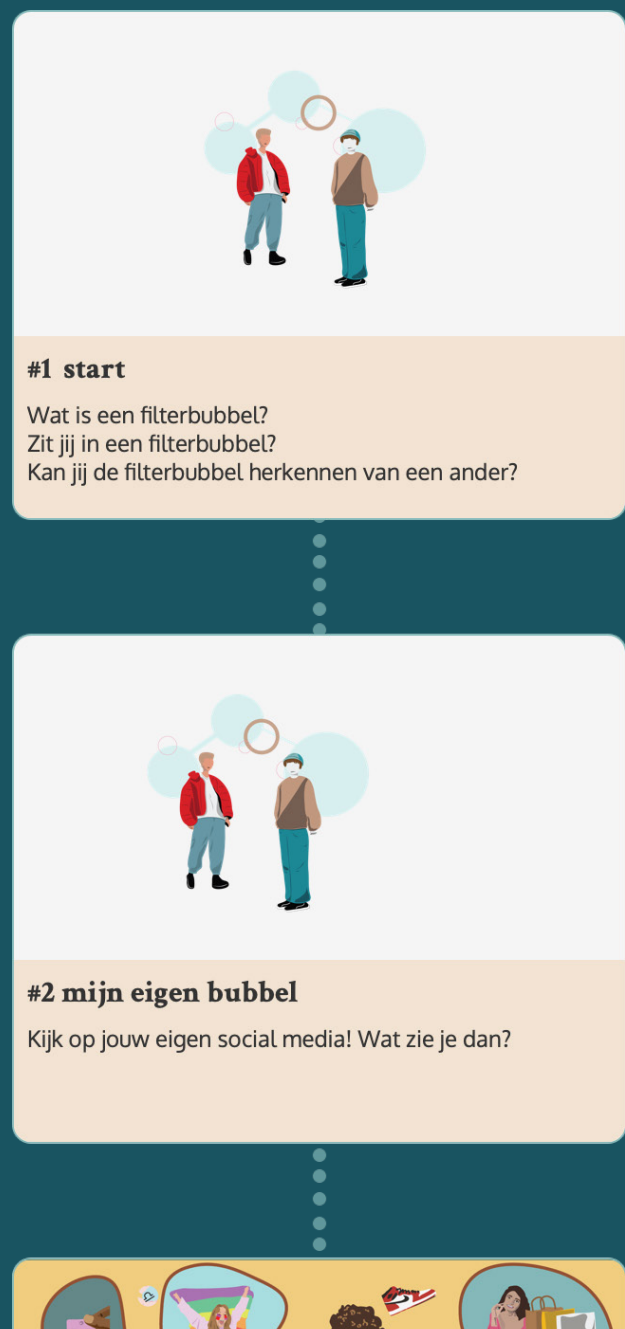 #1 start
Wat is een filterbubbel?
Zit jij in een filterbubbel?
Kan jij de filterbubbel herkennen van een ander?
#2 mijn eigen bubbel
Kijk op jouw eigen social media! Wat zie je dan?